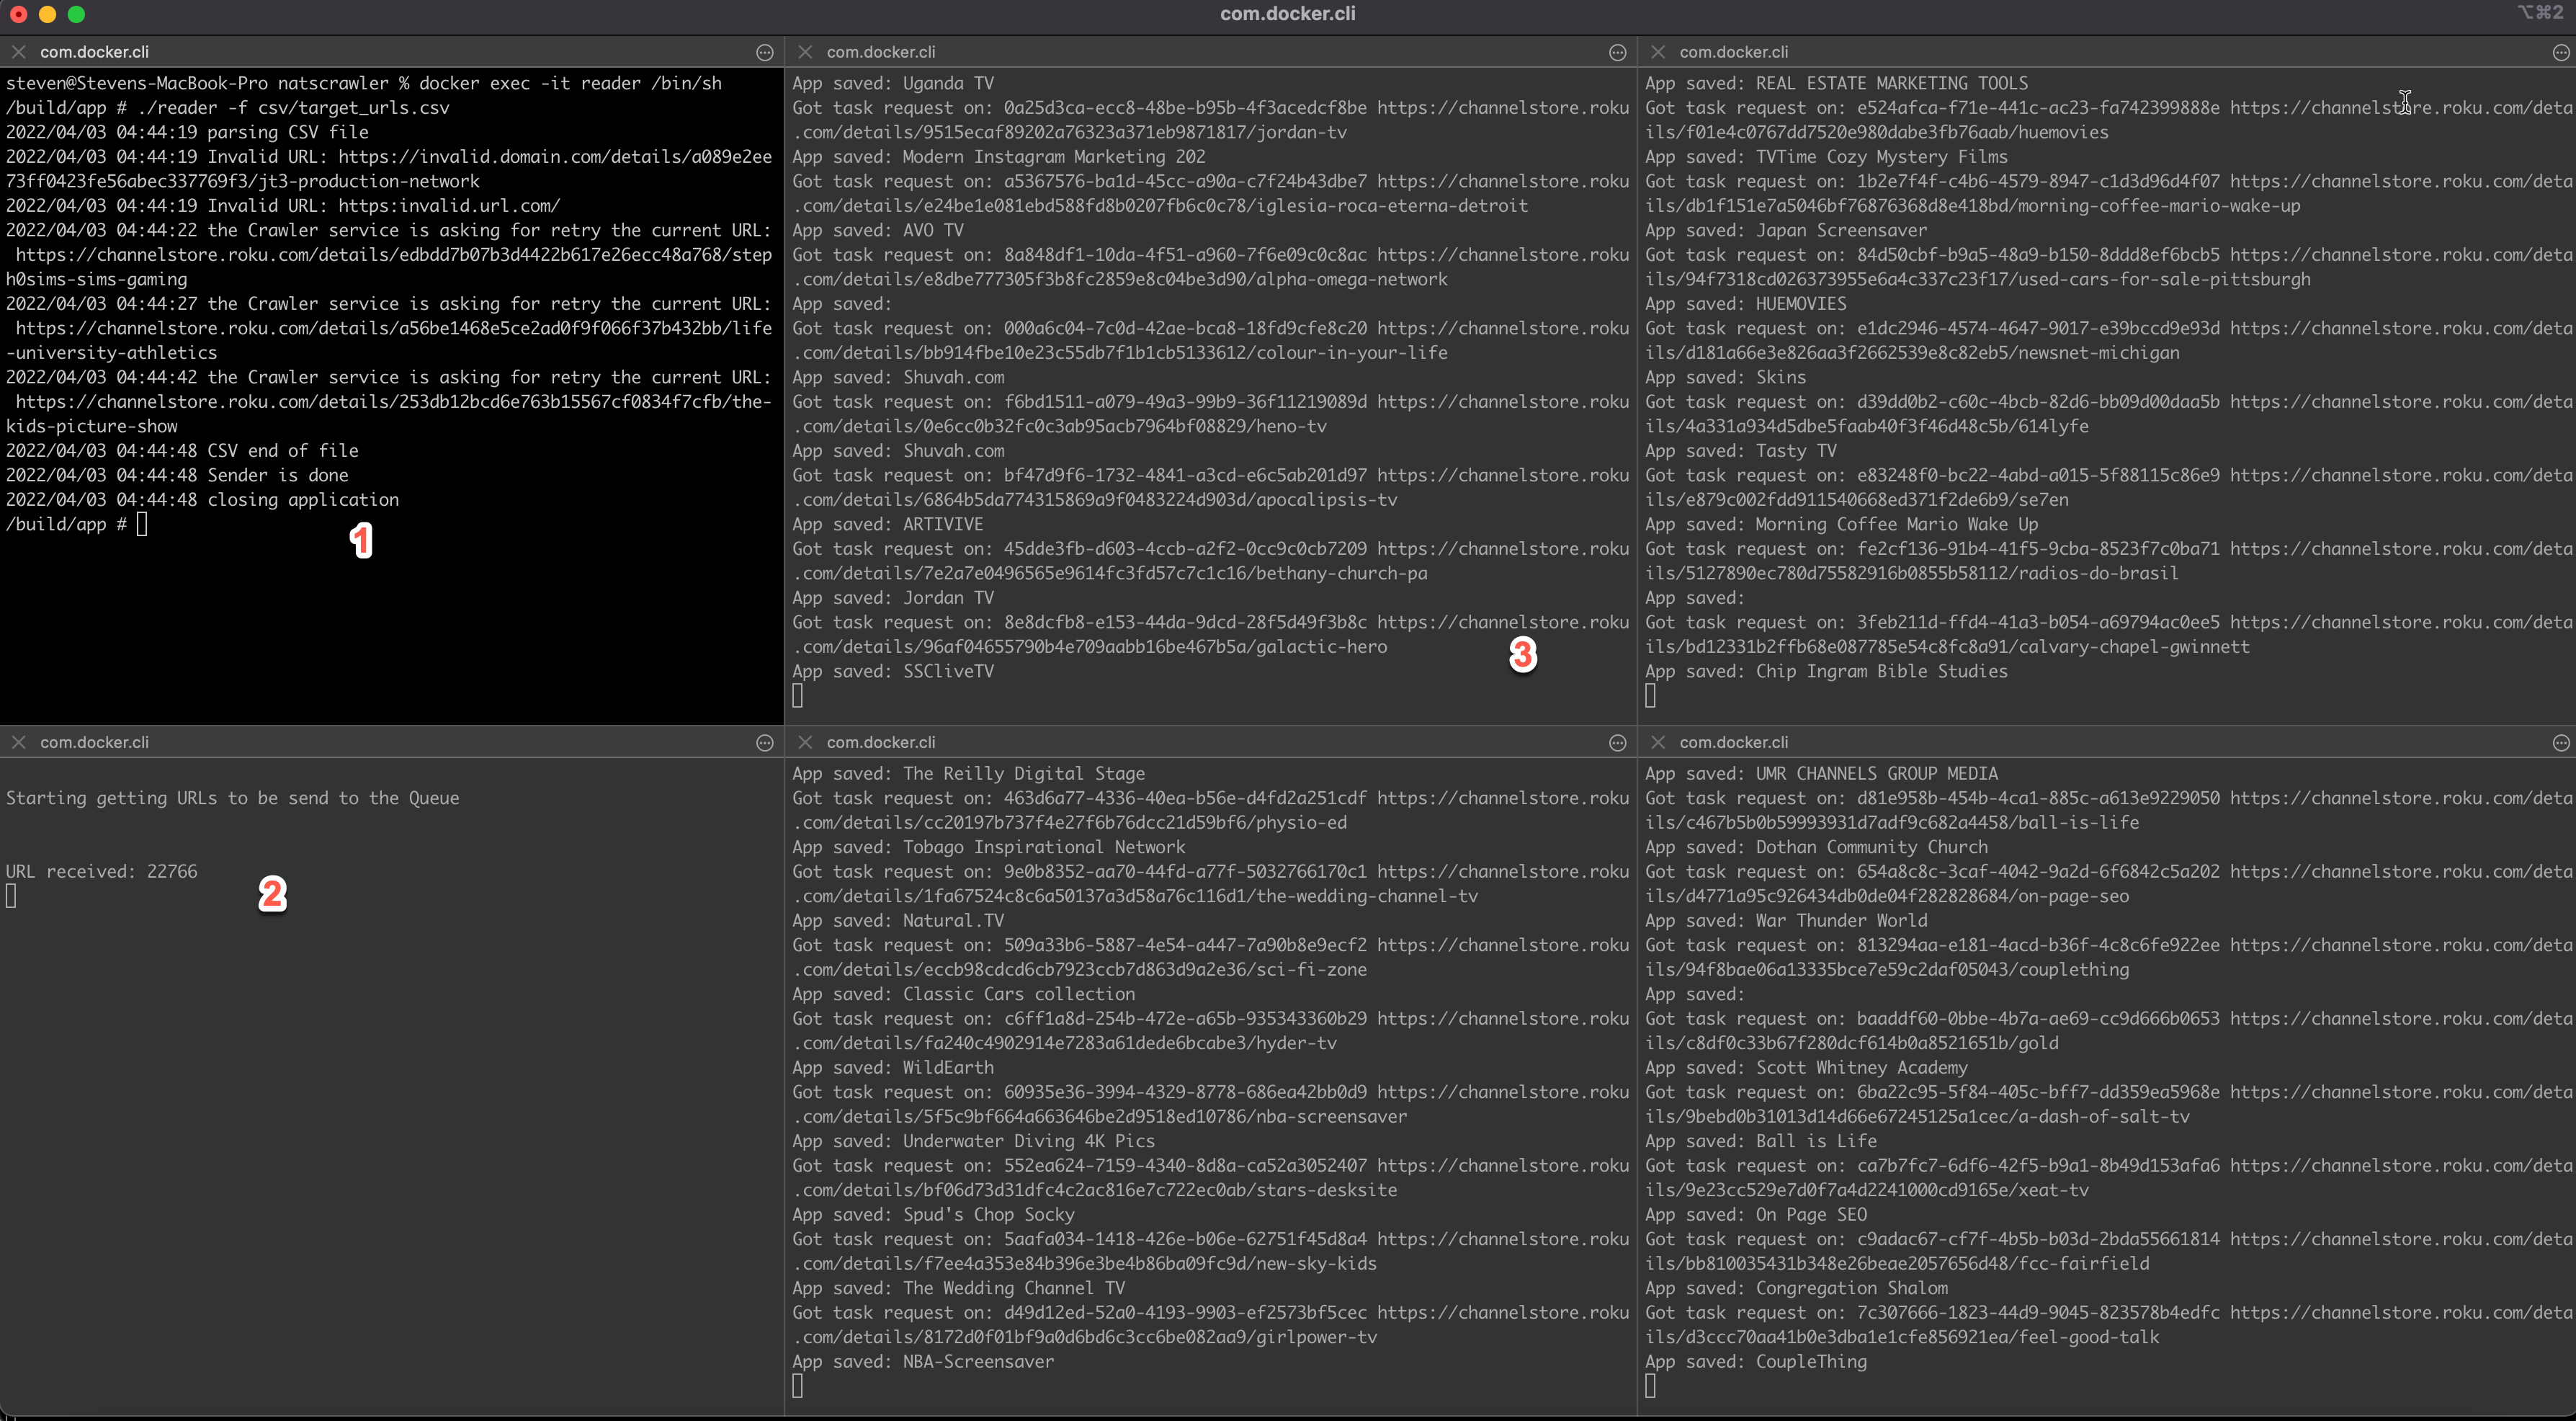 com.docker.cli
⌥⌘2
com.docker.cli
steven@Stevens-MacBook-Pro natscrawler % docker exec -it reader /bin/sh
/build/app # ./reader -f csv/target_urls.csv
2022/04/03 04:44:19 parsing CSV file
2022/04/03 04:44:19 Invalid URL: https://invalid.domain.com/details/a089e2ee
73ff0423fe56abec337769f3/jt3-production-network
2022/04/03 04:44:19 Invalid URL: https:invalid.url.com/
2022/04/03 04:44:22 the Crawler service is asking for retry the current URL:
https://channelstore.roku.com/details/edbdd7b07b3d4422b617e26ecc48a768/step
h0sims-sims-gaming
2022/04/03 04:44:27 the Crawler service is asking for retry the current URL:
https://channelstore.roku.com/details/a56be1468e5ce2ad0f9f066f37b432bb/life
-university-athletics
2022/04/03 04:44:42 the Crawler service is asking for retry the current URL:
https://channelstore.roku.com/details/253db12bcd6e763b15567cf0834f7cfb/the-
kids-picture-show
2022/04/03 04:44:48 CSV end of file
2022/04/03 04:44:48 Sender is done
2022/04/03 04:44:48 closing application
/build/app #
1
com.docker.cli
App saved: Uganda TV
Got task request on: 0a25d3ca-ecc8-48be-b95b-4f3acedcf8be https://channelstore.roku
.com/details/9515ecaf89202a76323a371eb9871817/jordan-tv
App saved: Modern Instagram Marketing 202
Got task request on: a5367576-ba1d-45cc-a90a-c7f24b43dbe7 https://channelstore.roku
.com/details/e24be1e081ebd588fd8b0207fb6c0c78/iglesia-roca-eterna-detroit
App saved: AVO TV
Got task request on: 8a848df1-10da-4f51-a960-7f6e09c0c8ac https://channelstore.roku
.com/details/e8dbe777305f3b8fc2859e8c04be3d90/alpha-omega-network
App saved:
Got task request on: 000a6c04-7c0d-42ae-bca8-18fd9cfe8c20 https://channelstore.roku
.com/details/bb914fbe10e23c55db7f1b1cb5133612/colour-in-your-life
App saved: Shuvah.com
Got task request on: f6bd1511-a079-49a3-99b9-36f11219089d https://channelstore.roku
.com/details/0e6cc0b32fc0c3ab95acb7964bf08829/heno-tv
App saved: Shuvah.com
Got task request on: bf47d9f6-1732-4841-a3cd-e6c5ab201d97 https://channelstore.roku
.com/details/6864b5da774315869a9f0483224d903d/apocalipsis-tv
App saved: ARTIVIVE
Got task request on: 45dde3fb-d603-4ccb-a2f2-0cc9c0cb7209 https://channelstore.roku
.com/details/7e2a7e0496565e9614fc3fd57c7c1c16/bethany-church-pa
App saved: Jordan TV
Got task request on: 8e8dcfb8-e153-44da-9dcd-28f5d49f3b8c https://channelstore.roku
.com/details/96af04655790b4e709aabb16be467b5a/galactic-hero
App saved: SSCliveTV
3
com.docker.cli
App saved: REAL ESTATE MARKETING TOOLS
Got task request on: e524afca-f71e-441c-ac23-fa742399888e https://channelstore.roku.com/deta
ils/f01e4c0767dd7520e980dabe3fb76aab/huemovies
App saved: TVTime Cozy Mystery Films
Got task request on: 1b2e7f4f-c4b6-4579-8947-c1d3d96d4f07 https://channelstore.roku.com/deta
ils/db1f151e7a5046bf76876368d8e418bd/morning-coffee-mario-wake-up
App saved: Japan Screensaver
Got task request on: 84d50cbf-b9a5-48a9-b150-8ddd8ef6bcb5 https://channelstore.roku.com/deta
ils/94f7318cd026373955e6a4c337c23f17/used-cars-for-sale-pittsburgh
App saved: HUEMOVIES
Got task request on: e1dc2946-4574-4647-9017-e39bccd9e93d https://channelstore.roku.com/deta
ils/d181a66e3e826aa3f2662539e8c82eb5/newsnet-michigan
App saved: Skins
Got task request on: d39dd0b2-c60c-4bcb-82d6-bb09d00daa5b https://channelstore.roku.com/deta
ils/4a331a934d5dbe5faab40f3f46d48c5b/614lyfe
App saved: Tasty TV
Got task request on: e83248f0-bc22-4abd-a015-5f88115c86e9 https://channelstore.roku.com/deta
ils/e879c002fdd911540668ed371f2de6b9/se7en
App saved: Morning Coffee Mario Wake Up
Got task request on: fe2cf136-91b4-41f5-9cba-8523f7c0ba71 https://channelstore.roku.com/deta
ils/5127890ec780d75582916b0855b58112/radios-do-brasil
App saved:
Got task request on: 3feb211d-ffd4-41a3-b054-a69794ac0ee5 https://channelstore.roku.com/deta
ils/bd12331b2ffb68e087785e54c8fc8a91/calvary-chapel-gwinnett
App saved: Chip Ingram Bible Studies
com.docker.cli
Starting getting URLs to be send to the Queue
URL received: 22766
2
com.docker.cli
App saved: The Reilly Digital Stage
Got task request on: 463d6a77-4336-40ea-b56e-d4fd2a251cdf https://channelstore.roku
.com/details/cc20197b737f4e27f6b76dcc21d59bf6/physio-ed
App saved: Tobago Inspirational Network
Got task request on: 9e0b8352-aa70-44fd-a77f-5032766170c1 https://channelstore.roku
.com/details/1fa67524c8c6a50137a3d58a76c116d1/the-wedding-channel-tv
App saved: Natural.TV
Got task request on: 509a33b6-5887-4e54-a447-7a90b8e9ecf2 https://channelstore.roku
.com/details/eccb98cdcd6cb7923ccb7d863d9a2e36/sci-fi-zone
App saved: Classic Cars collection
Got task request on: c6ff1a8d-254b-472e-a65b-935343360b29 https://channelstore.roku
.com/details/fa240c4902914e7283a61dede6bcabe3/hyder-tv
App saved: WildEarth
Got task request on: 60935e36-3994-4329-8778-686ea42bb0d9 https://channelstore.roku
.com/details/5f5c9bf664a663646be2d9518ed10786/nba-screensaver
App saved: Underwater Diving 4K Pics
Got task request on: 552ea624-7159-4340-8d8a-ca52a3052407 https://channelstore.roku
.com/details/bf06d73d31dfc4c2ac816e7c722ec0ab/stars-desksite
App saved: Spud's Chop Socky
Got task request on: 5aafa034-1418-426e-b06e-62751f45d8a4 https://channelstore.roku
.com/details/f7ee4a353e84b396e3be4b86ba09fc9d/new-sky-kids
App saved: The Wedding Channel TV
Got task request on: d49d12ed-52a0-4193-9903-ef2573bf5cec https://channelstore.roku
.com/details/8172d0f01bf9a0d6bd6c3cc6be082aa9/girlpower-tv
App saved: NBA-Screensaver
com.docker.cli
App saved: UMR CHANNELS GROUP MEDIA
Got task request on: d81e958b-454b-4ca1-885c-a613e9229050 https://channelstore.roku.com/deta
ils/c467b5b0b59993931d7adf9c682a4458/ball-is-life
App saved: Dothan Community Church
Got task request on: 654a8c8c-3caf-4042-9a2d-6f6842c5a202 https://channelstore.roku.com/deta
ils/d4771a95c926434db0de04f282828684/on-page-seo
App saved: War Thunder World
Got task request on: 813294aa-e181-4acd-b36f-4c8c6fe922ee https://channelstore.roku.com/deta
ils/94f8bae06a13335bce7e59c2daf05043/couplething
App saved:
Got task request on: baaddf60-0bbe-4b7a-ae69-cc9d666b0653 https://channelstore.roku.com/deta
ils/c8df0c33b67f280dcf614b0a8521651b/gold
App saved: Scott Whitney Academy
Got task request on: 6ba22c95-5f84-405c-bff7-dd359ea5968e https://channelstore.roku.com/deta
ils/9bebd0b31013d14d66e67245125a1cec/a-dash-of-salt-tv
App saved: Ball is Life
Got task request on: ca7b7fc7-6df6-42f5-b9a1-8b49d153afa6 https://channelstore.roku.com/deta
ils/9e23cc529e7d0f7a4d2241000cd9165e/xeat-tv
App saved: On Page SEO
Got task request on: c9adac67-cf7f-4b5b-b03d-2bda55661814 https://channelstore.roku.com/deta
ils/bb810035431b348e26beae2057656d48/fcc-fairfield
App saved: Congregation Shalom
Got task request on: 7c307666-1823-44d9-9045-823578b4edfc https://channelstore.roku.com/deta
ils/d3ccc70aa41b0e3dba1e1cfe856921ea/feel-good-talk
App saved: CoupleThing